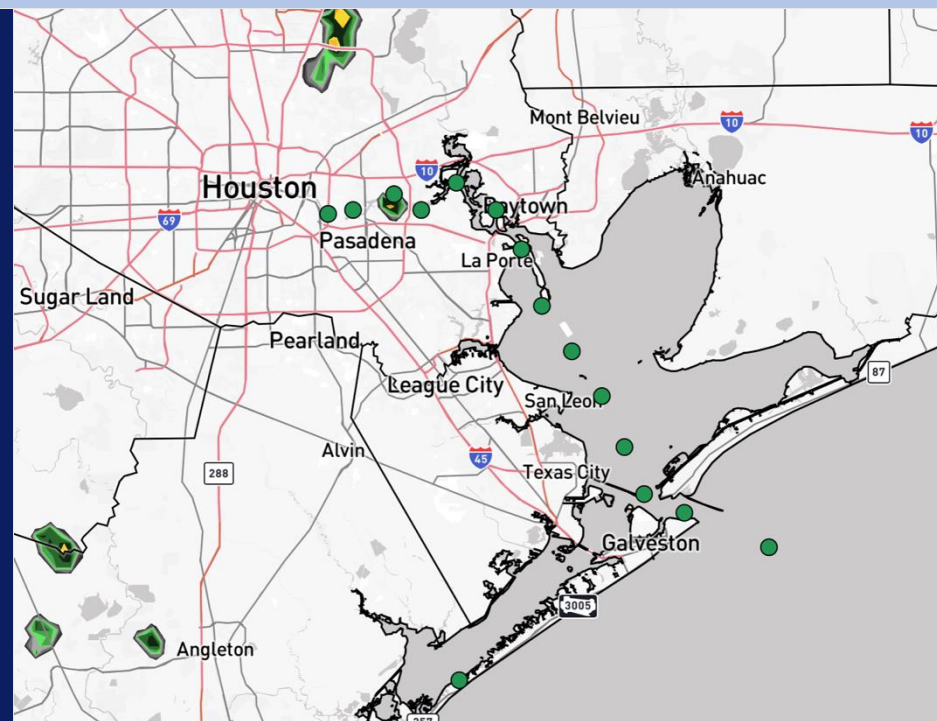 Mont Belvieu
10
10
10
Anahuac
Houston
Baytown
69
Pasadena
La Porte
Sugar Land
Pearland
87
League City
San Leon
Alvin
45
288
Texas City
Galveston
3005
Angleton
257